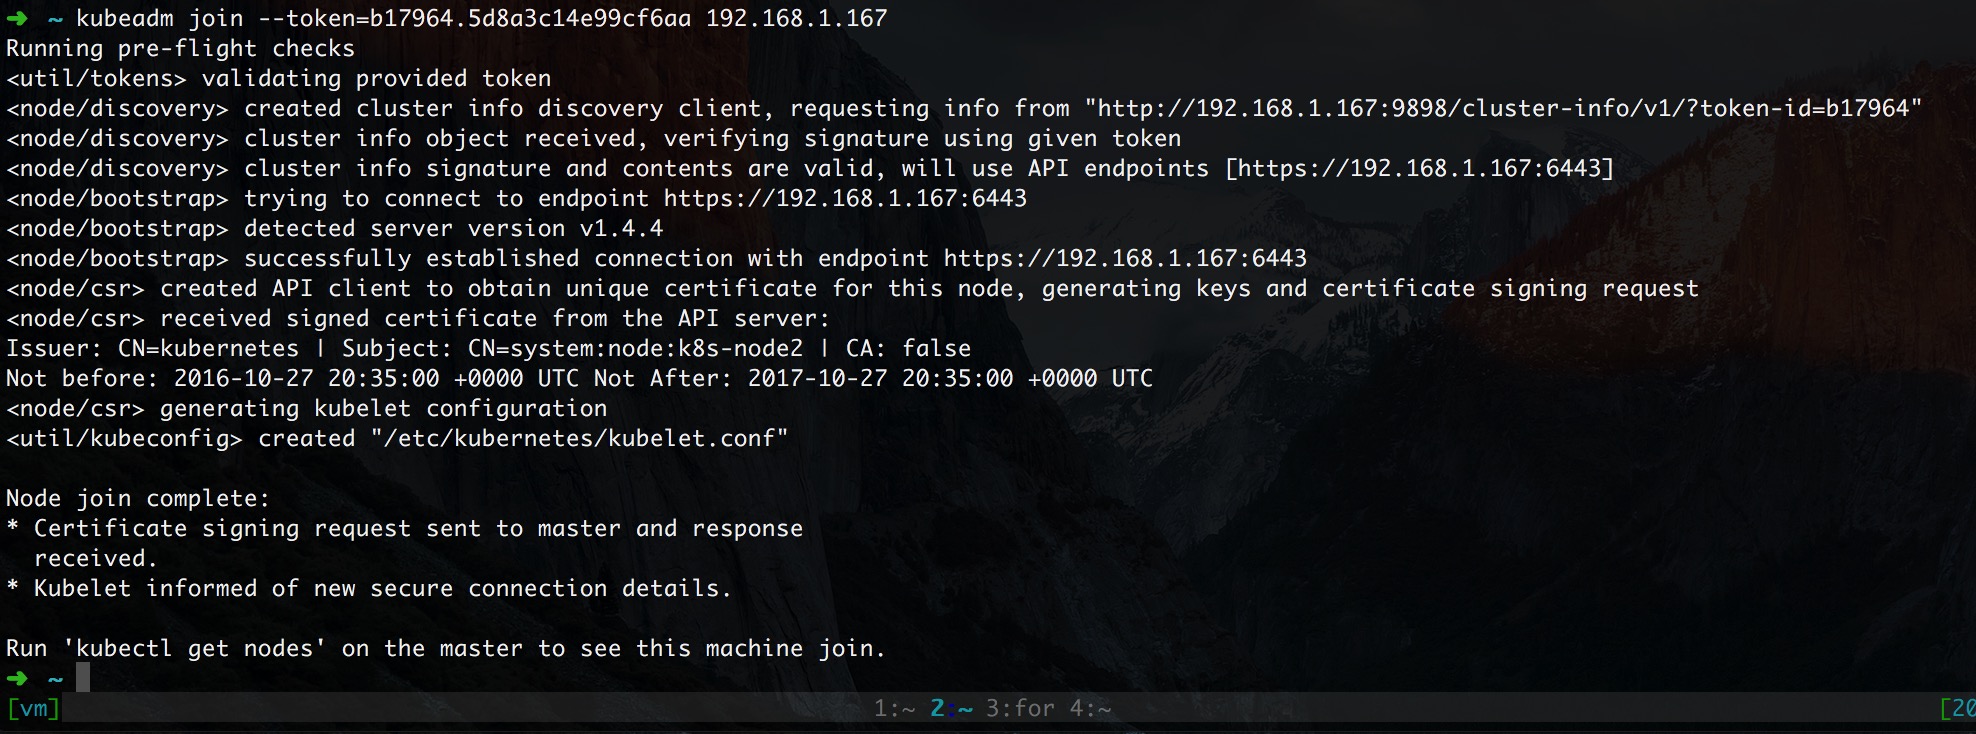 ➜ ~ kubeadm join --token=b17964.5d8a3c14e99cf6aa 192.168.1.167
Running pre-flight checks
<util/tokens> validating provided token
<node/discovery> created cluster info discovery client, requesting info from "http://192.168.1.167:9898/cluster-info/v1/?token-id=b17964"
<node/discovery> cluster info object received, verifying signature using given token
<node/discovery> cluster info signature and contents are valid, will use API endpoints [https://192.168.1.167:6443]
<node/bootstrap> trying to connect to endpoint https://192.168.1.167:6443
<node/bootstrap> detected server version v1.4.4
<node/bootstrap> successfully established connection with endpoint https://192.168.1.167:6443
<node/csr> created API client to obtain unique certificate for this node, generating keys and certificate signing request
<node/csr> received signed certificate from the API server:
Issuer: CN=kubernetes | Subject: CN=system:node:k8s-node2 | CA: false
Not before: 2016-10-27 20:35:00 +0000 UTC Not After: 2017-10-27 20:35:00 +0000 UTC
<node/csr> generating kubelet configuration
<util/kubeconfig> created "/etc/kubernetes/kubelet.conf"
Node join complete:
* Certificate signing request sent to master and response
  received.
* Kubelet informed of new secure connection details.
Run 'kubectl get nodes' on the master to see this machine join.
➜ ~
[vm] 1:~ 2:~ 3:for 4:~ [20